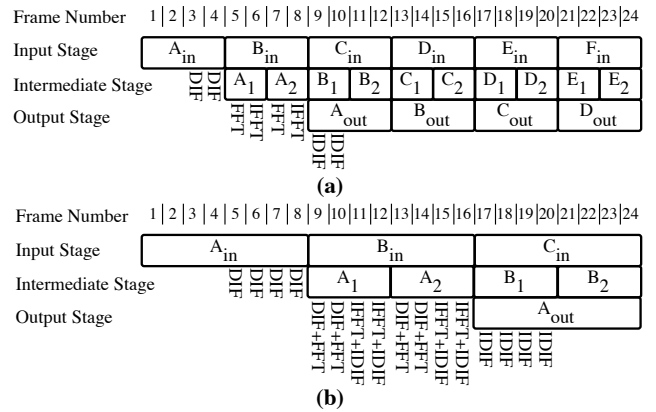 Frame Number 1 2 3 4 5 6 7 8 9 10 11 12 13 14 15 16 17 18 19 20 21 22 23 24
Input Stage A_in B_in C_in D_in E_in F_in
Intermediate Stage A_1 A_2 B_1 B_2 C_1 C_2 D_1 D_2 E_1 E_2
DIF DIF
Output Stage A_out B_out C_out D_out
FFT IFFT FFT IFFT
IDIF IDIF
(a)
Frame Number 1 2 3 4 5 6 7 8 9 10 11 12 13 14 15 16 17 18 19 20 21 22 23 24
Input Stage A_in B_in C_in
Intermediate Stage A_1 A_2 B_1 B_2
DIF DIF DIF DIF
Output Stage A_out
DIF+FFT DIF+FFT IFFT+IDIF IFFT+IDIF DIF+FFT DIF+FFT IFFT+IDIF IFFT+IDIF
IDIF IDIF IDIF IDIF
(b)